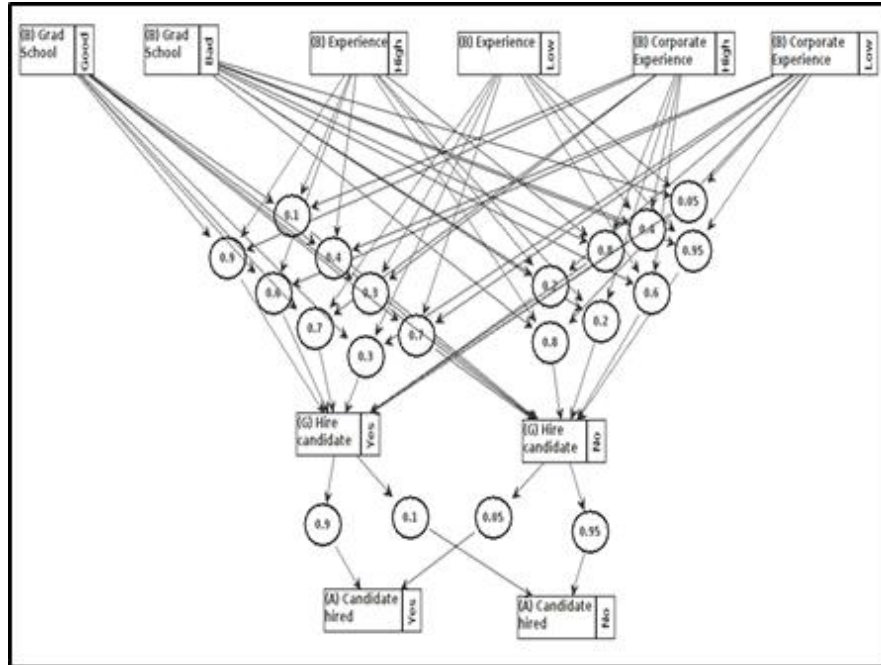 (B) Grad
School
Good
(B) Grad
School
Bad
(B) Experience
High
(B) Experience
Low
(B) Corporate
Experience
High
(B) Corporate
Experience
Low
0.05
0.1
0.4
0.8
0.95
0.9
0.4
0.2
0.6
0.6
0.3
0.2
0.7
0.7
0.8
0.3
(G) Hire
candidate
Yes
(G) Hire
candidate
No
0.9
0.1
0.05
0.95
(A) Candidate
hired
Yes
(A) Candidate
hired
No